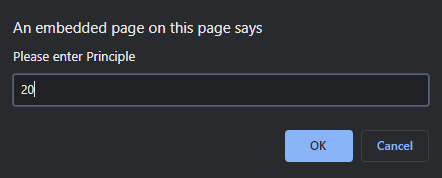 An embedded page on this page says
Please enter Principle
20
OK Cancel